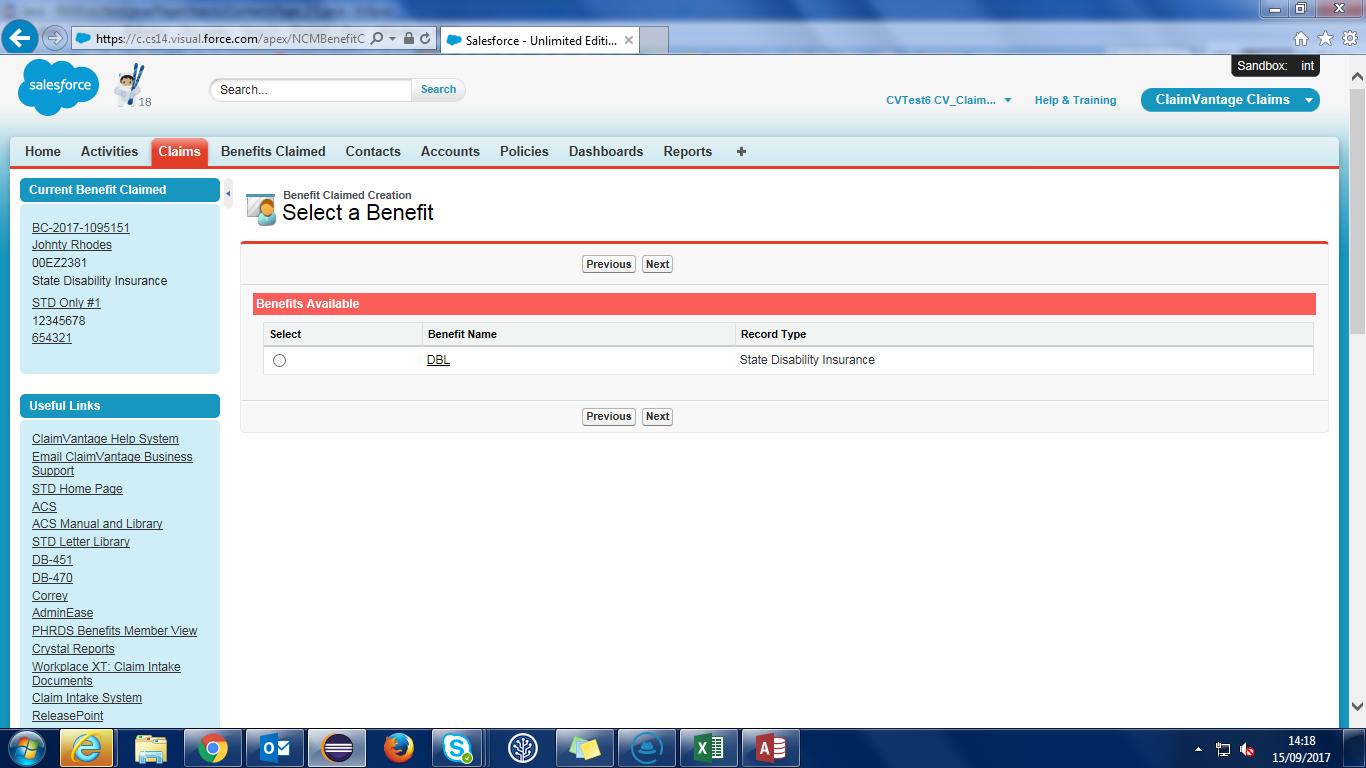 https://c.cs14.visual.force.com/apex/NCMBenefitC
Salesforce - Unlimited Editi...
Sandbox: int
salesforce
18
Search...
Search
CVTest6 CV_Claim...
Help & Training
ClaimVantage Claims
Home
Activities
Claims
Benefits Claimed
Contacts
Accounts
Policies
Dashboards
Reports
Current Benefit Claimed
BC-2017-1095151
Johnty Rhodes
00EZ2381
State Disability Insurance
STD Only #1
12345678
654321
Useful Links
ClaimVantage Help System
Email ClaimVantage Business
Support
STD Home Page
ACS
ACS Manual and Library
STD Letter Library
DB-451
DB-470
Correy
AdminEase
PHRDS Benefits Member View
Crystal Reports
Workplace XT: Claim Intake
Documents
Claim Intake System
ReleasePoint
Benefit Claimed Creation
Select a Benefit
Previous
Next
Benefits Available
Select
Benefit Name
Record Type
DBL
State Disability Insurance
Previous
Next
14:18
15/09/2017